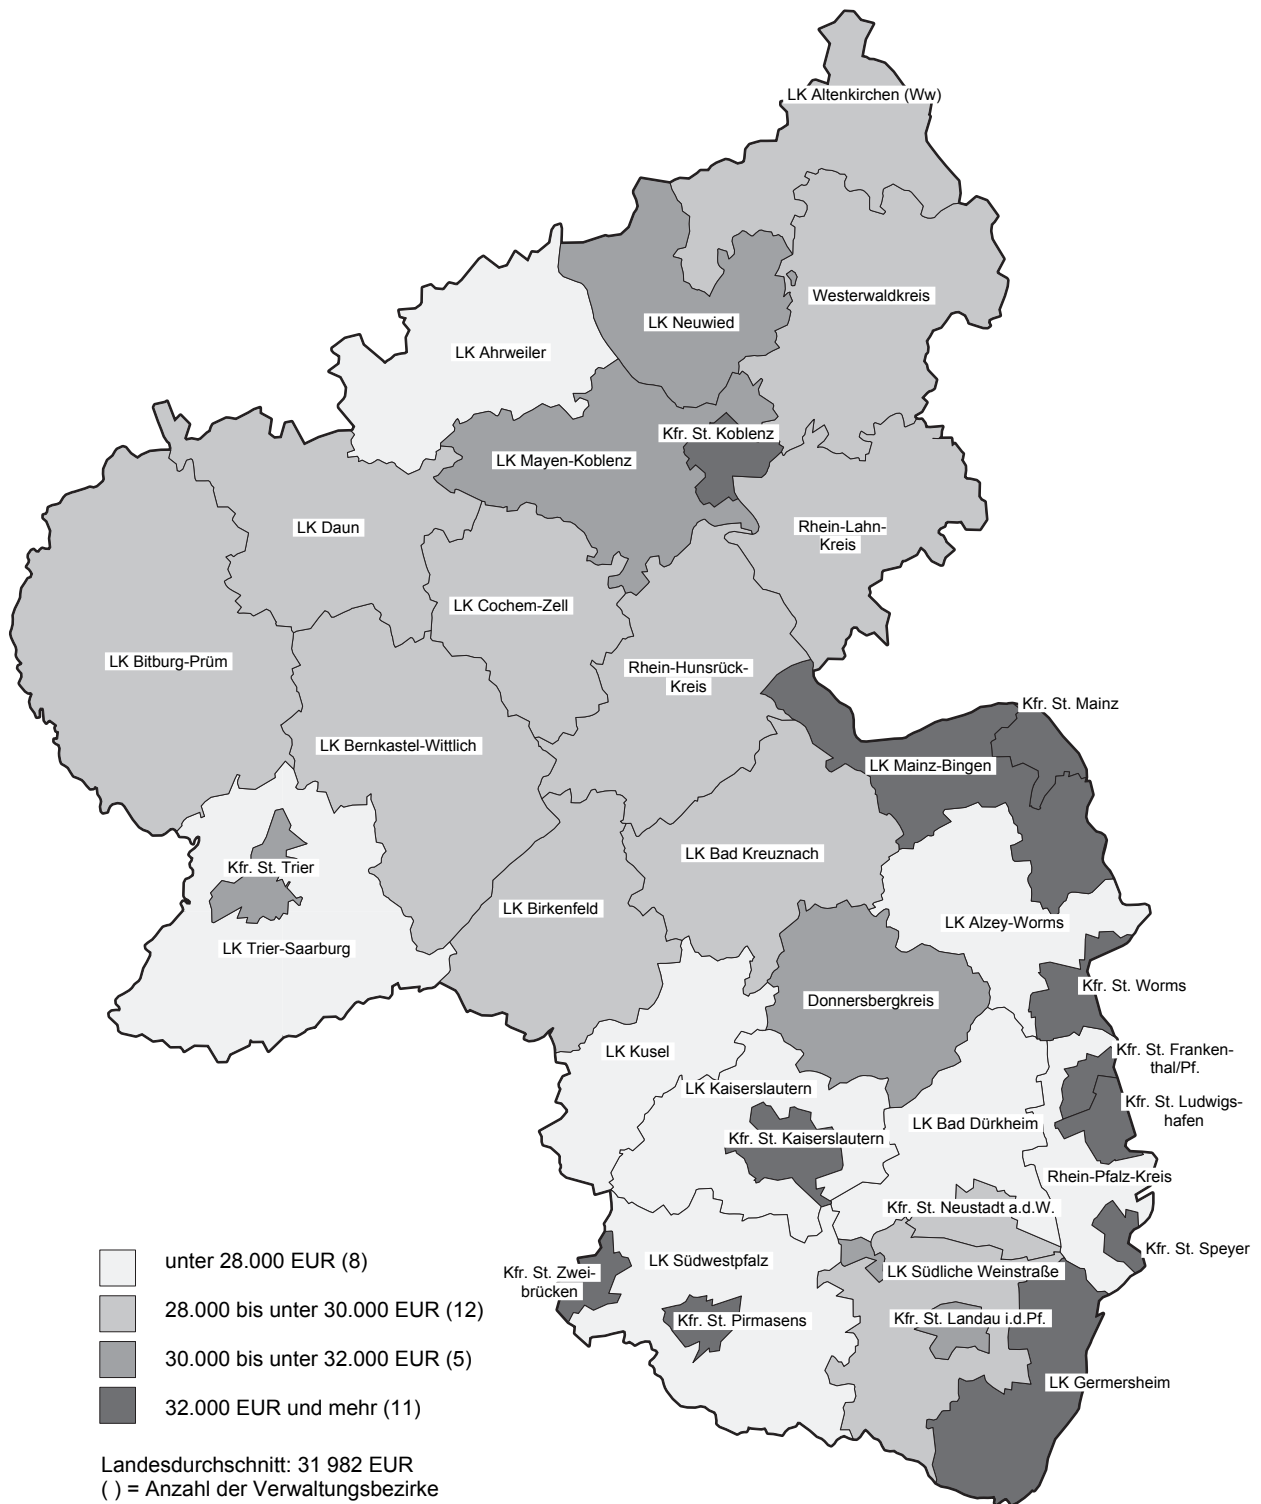 LK Altenkirchen (Ww)
Westerwaldkreis
LK Neuwied
LK Ahrweiler
Kfr. St. Koblenz
LK Mayen-Koblenz
LK Daun
Rhein-Lahn-
Kreis
LK Cochem-Zell
LK Bitburg-Prüm
Rhein-Hunsrück-
Kreis
Kfr. St. Mainz
LK Bernkastel-Wittlich
LK Mainz-Bingen
LK Bad Kreuznach
Kfr. St. Trier
LK Birkenfeld
LK Alzey-Worms
LK Trier-Saarburg
Kfr. St. Worms
Donnersbergkreis
LK Kusel
Kfr. St. Franken-
thal/Pf.
LK Kaiserslautern
Kfr. St. Ludwigs-
hafen
LK Bad Dürkheim
Kfr. St. Kaiserslautern
Rhein-Pfalz-Kreis
Kfr. St. Neustadt a.d.W.
Kfr. St. Speyer
LK Südwestpfalz
LK Südliche Weinstraße
Kfr. St. Zwei-
brücken
Kfr. St. Pirmasens
Kfr. St. Landau i.d.Pf.
LK Germersheim
unter 28.000 EUR (8)
28.000 bis unter 30.000 EUR (12)
30.000 bis unter 32.000 EUR (5)
32.000 EUR und mehr (11)
Landesdurchschnitt: 31 982 EUR
( ) = Anzahl der Verwaltungsbezirke